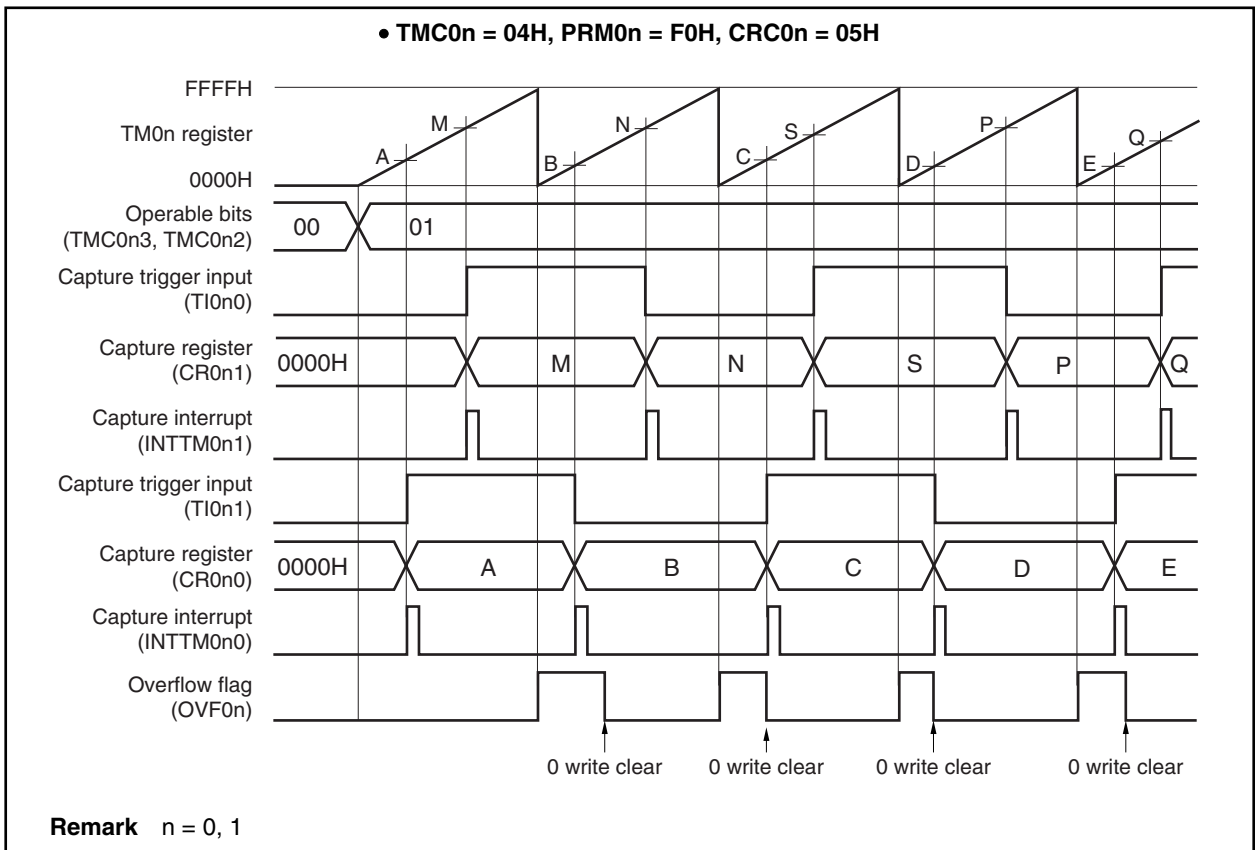 • TMC0n = 04H, PRM0n = F0H, CRC0n = 05H
FFFFH
TM0n register
0000H
A M B N C S D P E Q
Operable bits
(TMC0n3, TMC0n2)
00 01
Capture trigger input
(TI0n0)
Capture register
(CR0n1)
0000H M N S P Q
Capture interrupt
(INTTM0n1)
Capture trigger input
(TI0n1)
Capture register
(CR0n0)
0000H A B C D E
Capture interrupt
(INTTM0n0)
Overflow flag
(OVF0n)
0 write clear 0 write clear 0 write clear 0 write clear
Remark n = 0, 1